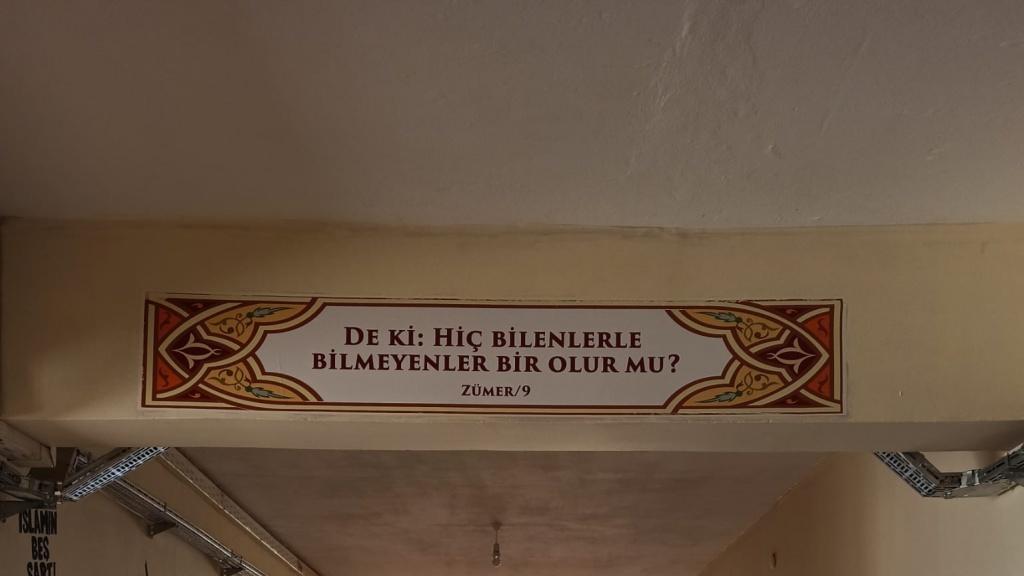 DE Kİ: HİÇ BİLENLERLE
BİLMEYENLER BİR OLUR MU?
ZÜMER/9
İSLAMIN
BEŞ
ŞARTI